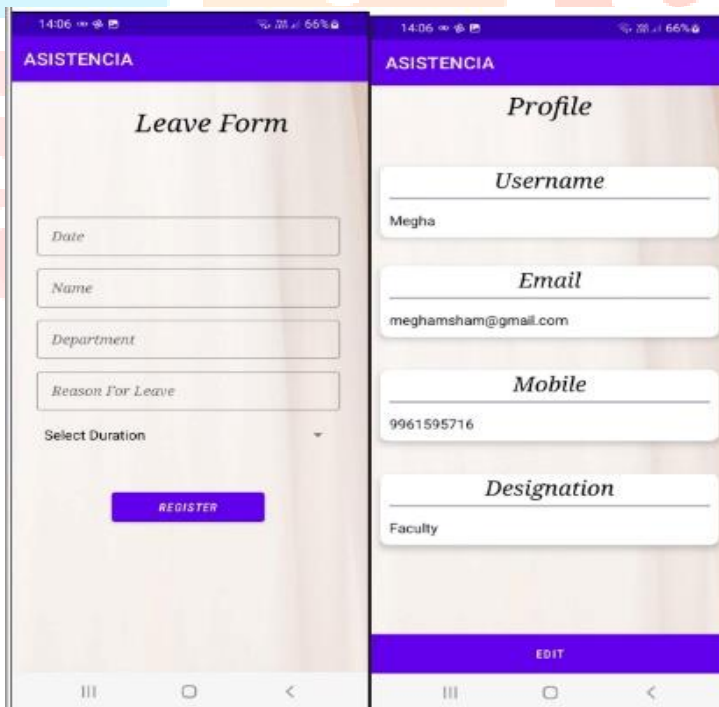 14:06
66%
ASISTENCIA
Leave Form
Date
Name
Department
Reason For Leave
Select Duration
REGISTER
14:06
66%
ASISTENCIA
Profile
Username
Megha
Email
meghamsham@gmail.com
Mobile
9961595716
Designation
Faculty
EDIT